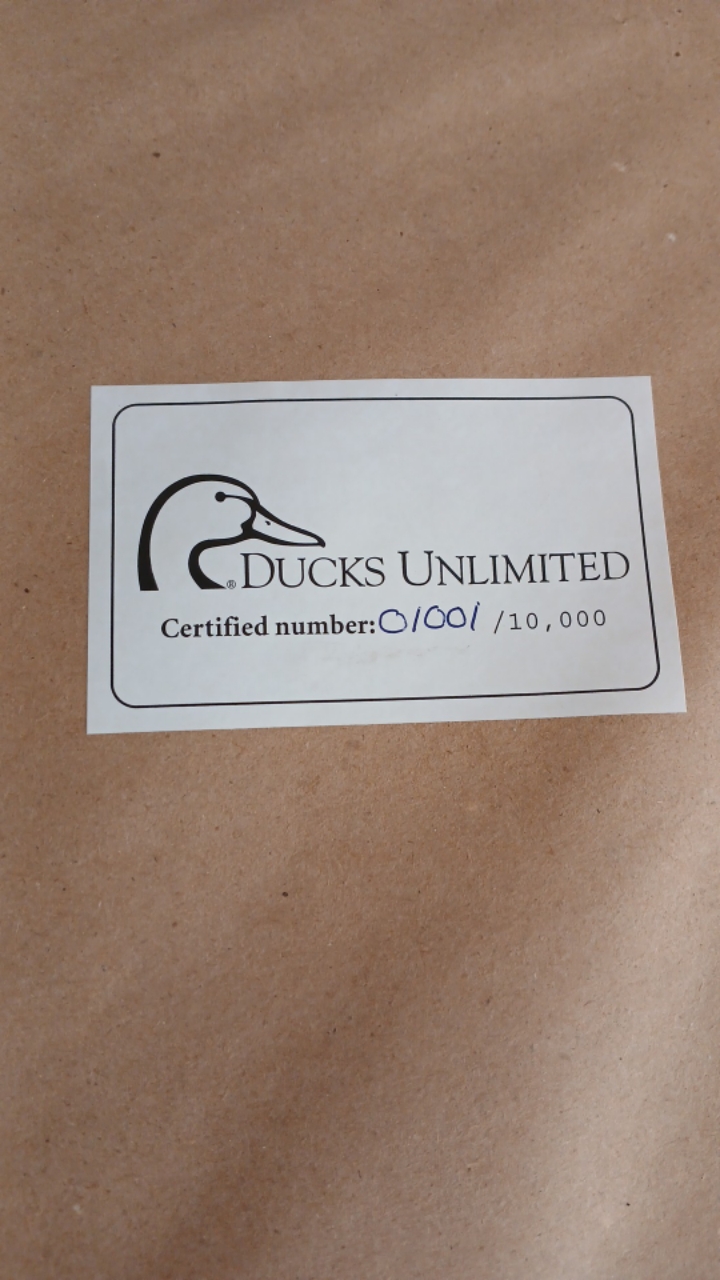 ® DUCKS UNLIMITED
Certified number: 01001 /10,000